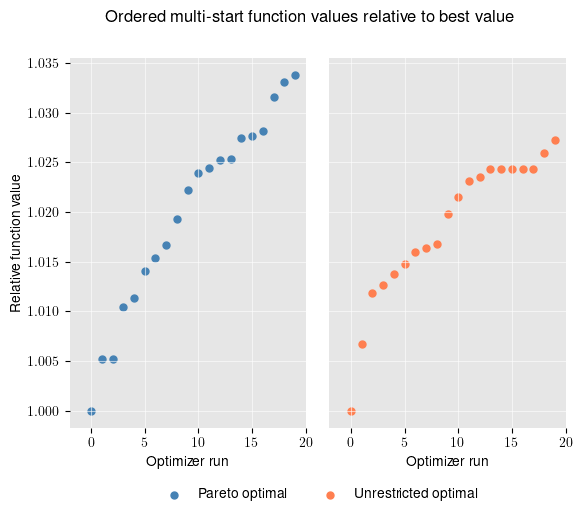 Ordered multi-start function values relative to best value
Relative function value
1.035
1.030
1.025
1.020
1.015
1.010
1.005
1.000
0 5 10 15 20
0 5 10 15 20
Optimizer run
Optimizer run
Pareto optimal
Unrestricted optimal